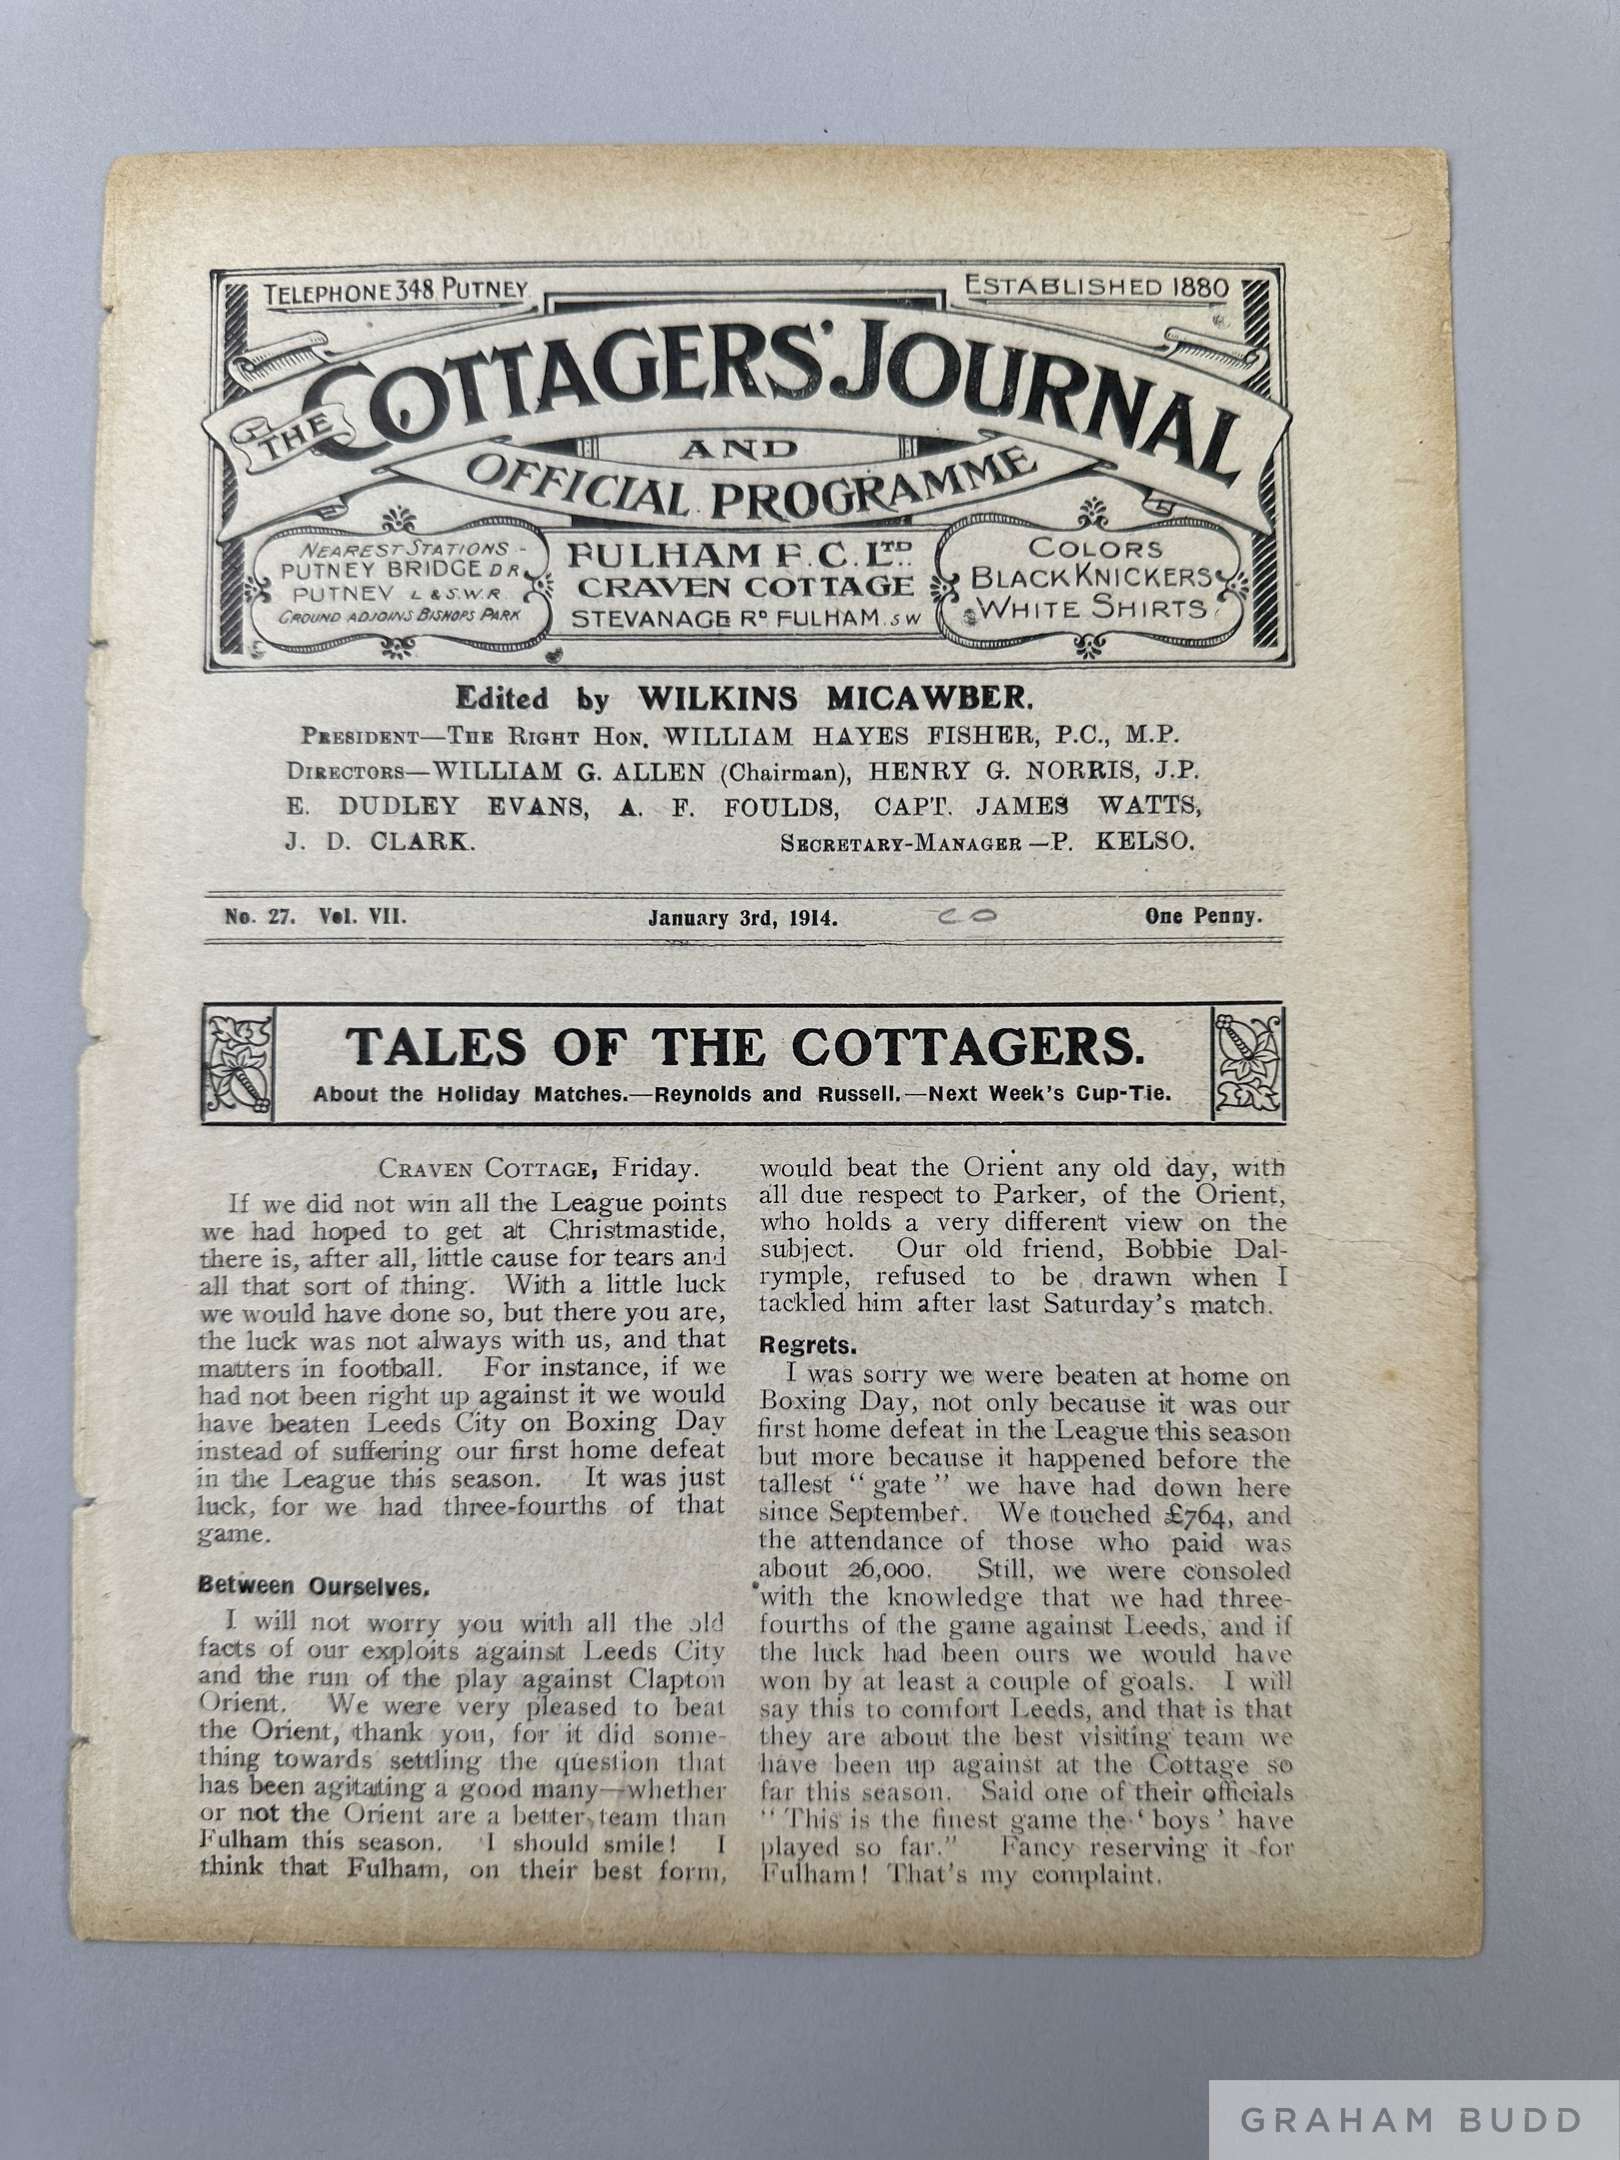 TELEPHONE 348 PUTNEY
ESTABLISHED 1880
THE COTTAGERS' JOURNAL
AND
OFFICIAL PROGRAMME
NEAREST STATIONS -
PUTNEY BRIDGE DR.
PUTNEY L & S.W.R.
GROUND ADJOINS BISHOPS PARK
FULHAM F.C. LTD.
CRAVEN COTTAGE
STEVANAGE RD FULHAM. SW
COLORS
BLACK KNICKERS
WHITE SHIRTS
Edited by WILKINS MICAWBER.
PRESIDENT—THE RIGHT HON. WILLIAM HAYES FISHER, P.C., M.P.
DIRECTORS—WILLIAM G. ALLEN (Chairman), HENRY G. NORRIS, J.P.
E. DUDLEY EVANS, A. F. FOULDS, CAPT. JAMES WATTS,
J. D. CLARK. SECRETARY-MANAGER—P. KELSO.
No. 27. Vol. VII. January 3rd, 1914. CO One Penny.
TALES OF THE COTTAGERS.
About the Holiday Matches.—Reynolds and Russell.—Next Week's Cup-Tie.
CRAVEN COTTAGE, Friday.
If we did not win all the League points
we had hoped to get at Christmastide,
there is, after all, little cause for tears and
all that sort of thing. With a little luck
we would have done so, but there you are,
the luck was not always with us, and that
matters in football. For instance, if we
had not been right up against it we would
have beaten Leeds City on Boxing Day
instead of suffering our first home defeat
in the League this season. It was just
luck, for we had three-fourths of that
game.
Between Ourselves.
I will not worry you with all the old
facts of our exploits against Leeds City
and the run of the play against Clapton
Orient. We were very pleased to beat
the Orient, thank you, for it did some-
thing towards settling the question that
has been agitating a good many—whether
or not the Orient are a better team than
Fulham this season. I should smile! I
think that Fulham, on their best form,
would beat the Orient any old day, with
all due respect to Parker, of the Orient,
who holds a very different view on the
subject. Our old friend, Bobbie Dal-
rymple, refused to be drawn when I
tackled him after last Saturday's match.
Regrets.
I was sorry we were beaten at home on
Boxing Day, not only because it was our
first home defeat in the League this season
but more because it happened before the
tallest "gate" we have had down here
since September. We touched £764, and
the attendance of those who paid was
about 26,000. Still, we were consoled
with the knowledge that we had three-
fourths of the game against Leeds, and if
the luck had been ours we would have
won by at least a couple of goals. I will
say this to comfort Leeds, and that is that
they are about the best visiting team we
have been up against at the Cottage so
far this season. Said one of their officials
"This is the finest game the 'boys' have
played so far." Fancy reserving it for
Fulham! That's my complaint.
GRAHAM BUDD